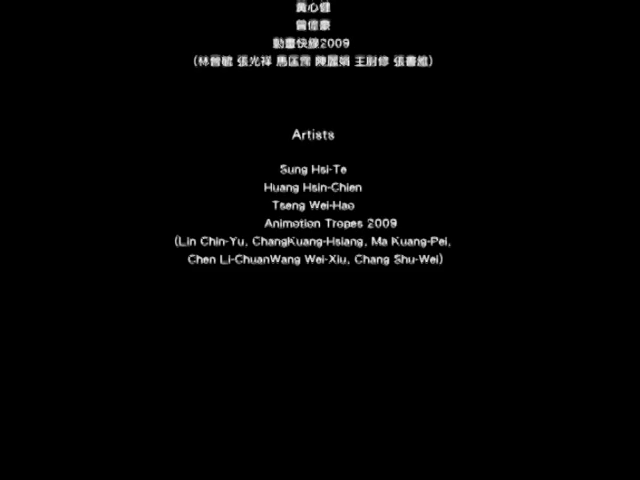 黃心健
曾偉豪
動畫快線2009
(林晉毓 張光祥 馬匡霈 陳麗娟 王尉修 張書維)
Artists
Sung Hsi-Te
Huang Hsin-Chien
Tseng Wei-Hao
Animotion Tropes 2009
(Lin Chin-Yu, ChangKuang-Hsiang, Ma Kuang-Pei,
Chen Li-ChuanWang Wei-Xiu, Chang Shu-Wei)